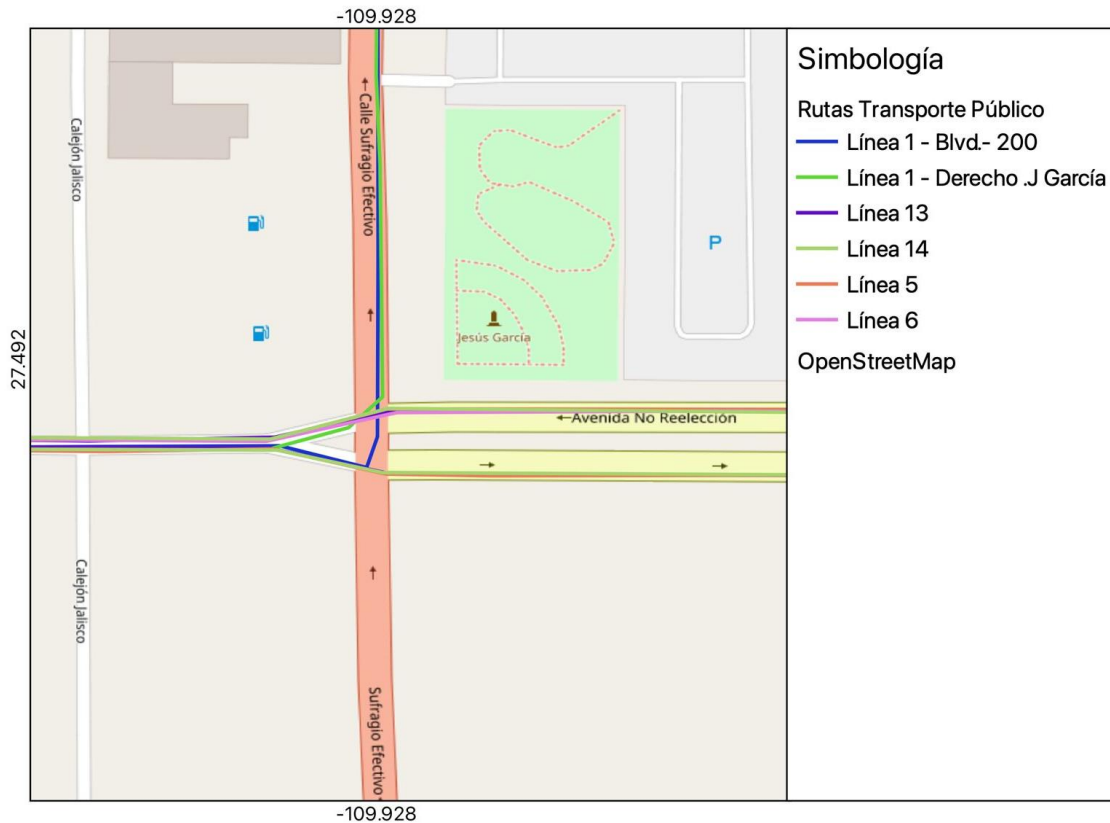 -109.928
27.492
Calejón Jalisco
←Calle Sufragio Efectivo
P
Jesús García
←Avenida No Reelección
Calejón Jalisco
Sufragio Efectivo
-109.928
Simbología
Rutas Transporte Público
Línea 1 - Blvd.- 200
Línea 1 - Derecho .J García
Línea 13
Línea 14
Línea 5
Línea 6
OpenStreetMap